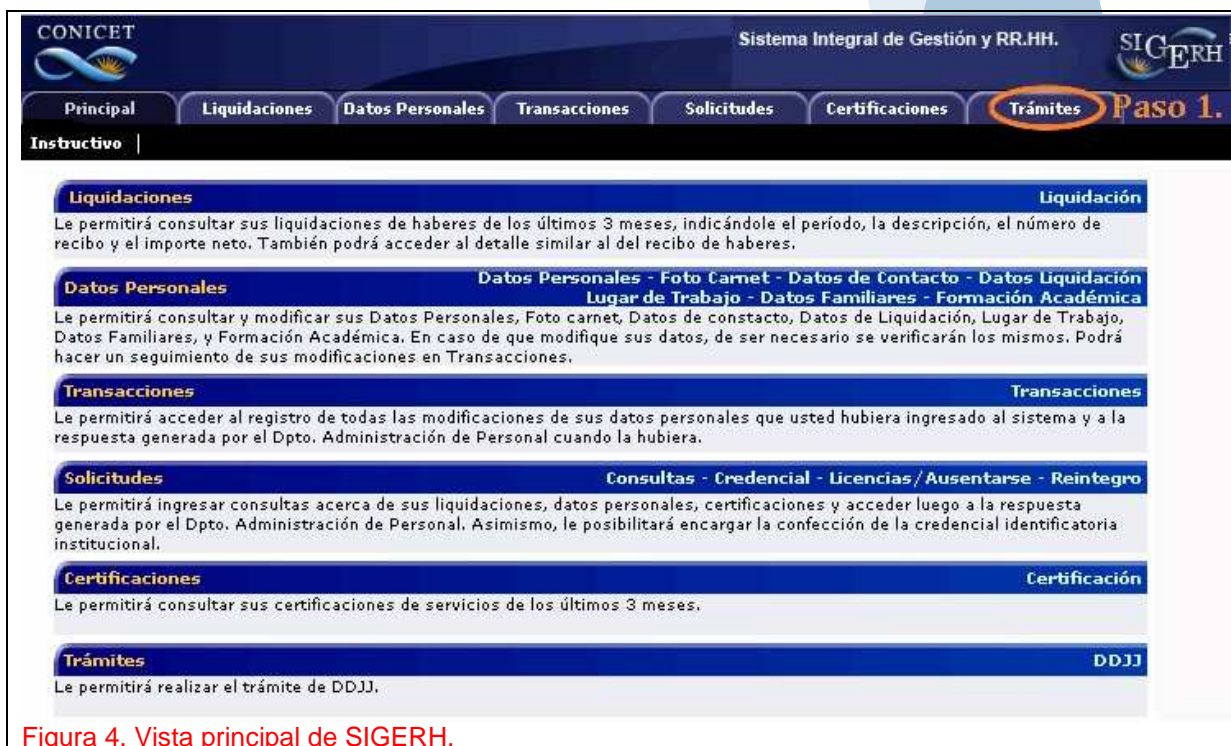 CONICET
Sistema Integral de Gestión y RR.HH.
SIGERH
Principal Liquidaciones Datos Personales Transacciones Solicitudes Certificaciones Trámites Paso 1.
Instructivo |
Liquidaciones Liquidación
Le permitirá consultar sus liquidaciones de haberes de los últimos 3 meses, indicándole el período, la descripción, el número de
recibo y el importe neto. También podrá acceder al detalle similar al del recibo de haberes.
Datos Personales Datos Personales - Foto Carnet - Datos de Contacto - Datos Liquidación
Lugar de Trabajo - Datos Familiares - Formación Académica
Le permitirá consultar y modificar sus Datos Personales, Foto carnet, Datos de constacto, Datos de Liquidación, Lugar de Trabajo,
Datos Familiares, y Formación Académica. En caso de que modifique sus datos, de ser necesario se verificarán los mismos. Podrá
hacer un seguimiento de sus modificaciones en Transacciones.
Transacciones Transacciones
Le permitirá acceder al registro de todas las modificaciones de sus datos personales que usted hubiera ingresado al sistema y a la
respuesta generada por el Dpto. Administración de Personal cuando la hubiera.
Solicitudes Consultas - Credencial - Licencias/Ausentarse - Reintegro
Le permitirá ingresar consultas acerca de sus liquidaciones, datos personales, certificaciones y acceder luego a la respuesta
generada por el Dpto. Administración de Personal. Asimismo, le posibilitará encargar la confección de la credencial identificatoria
institucional.
Certificaciones Certificación
Le permitirá consultar sus certificaciones de servicios de los últimos 3 meses.
Trámites DDJJ
Le permitirá realizar el trámite de DDJJ.
Figura 4. Vista principal de SIGERH.